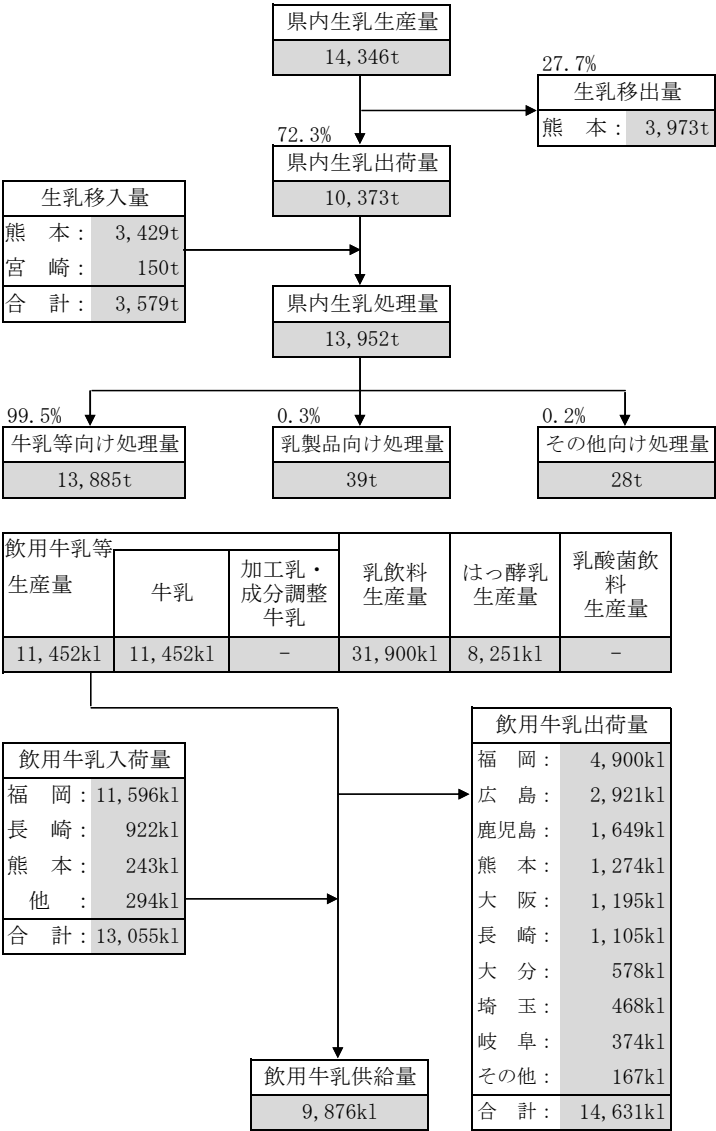 県内生乳生産量
14,346t
27.7%
生乳移出量
熊　本： 3,973t
72.3%
県内生乳出荷量
10,373t
生乳移入量
熊　本： 3,429t
宮　崎： 150t
合　計： 3,579t
県内生乳処理量
13,952t
99.5%
牛乳等向け処理量
13,885t
0.3%
乳製品向け処理量
39t
0.2%
その他向け処理量
28t
飲用牛乳等
生産量
牛乳
加工乳・
成分調整
牛乳
乳飲料
生産量
はっ酵乳
生産量
乳酸菌飲
料
生産量
11,452kl 11,452kl － 31,900kl 8,251kl －
飲用牛乳入荷量
福　岡：11,596kl
長　崎： 922kl
熊　本： 243kl
他　： 294kl
合　計：13,055kl
飲用牛乳出荷量
福　岡： 4,900kl
広　島： 2,921kl
鹿児島： 1,649kl
熊　本： 1,274kl
大　阪： 1,195kl
長　崎： 1,105kl
大　分： 578kl
埼　玉： 468kl
岐　阜： 374kl
その他： 167kl
合　計： 14,631kl
飲用牛乳供給量
9,876kl